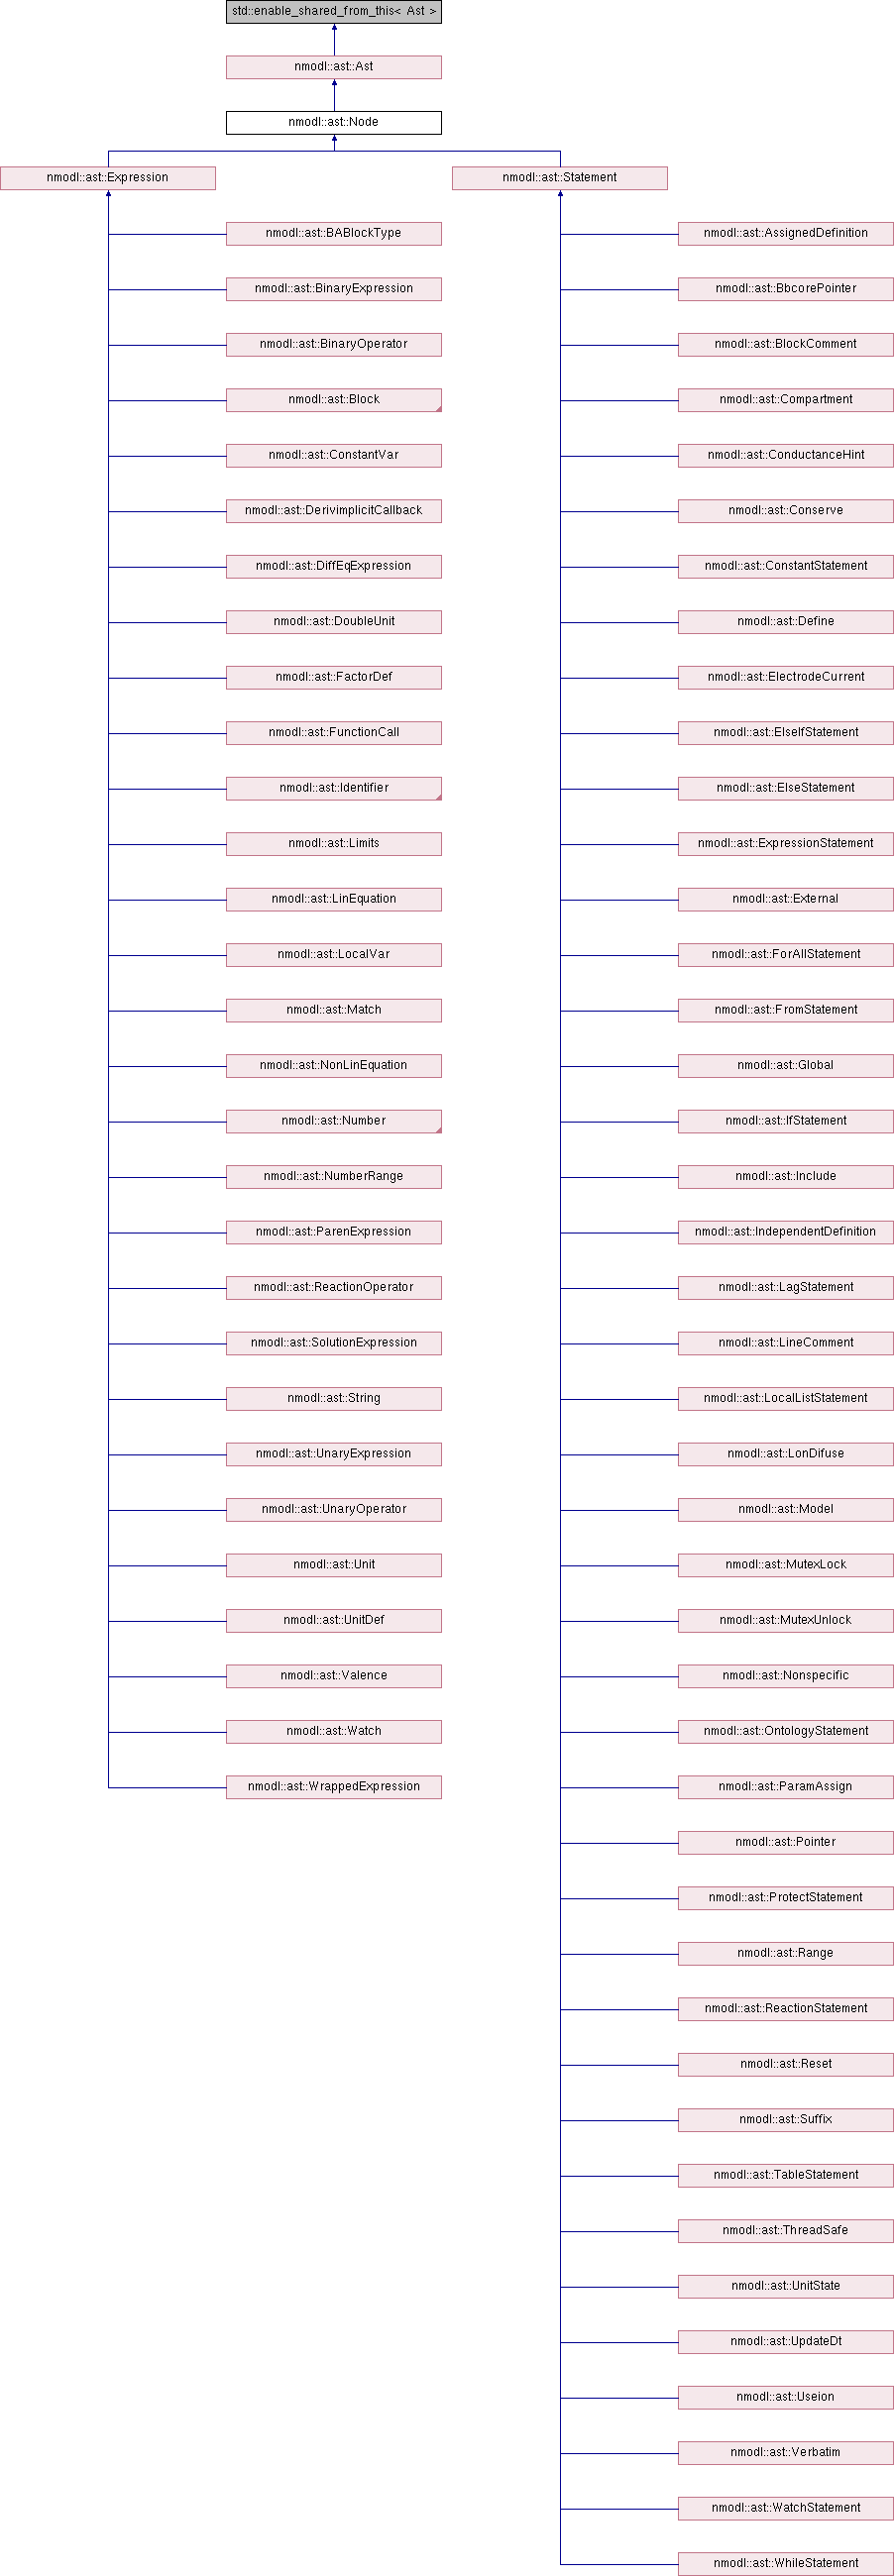 std::enable_shared_from_this< Ast >
nmodl::ast::Ast
nmodl::ast::Node
nmodl::ast::Expression
nmodl::ast::Statement
nmodl::ast::BABlockType
nmodl::ast::AssignedDefinition
nmodl::ast::BinaryExpression
nmodl::ast::BbcorePointer
nmodl::ast::BinaryOperator
nmodl::ast::BlockComment
nmodl::ast::Block
nmodl::ast::Compartment
nmodl::ast::ConstantVar
nmodl::ast::ConductanceHint
nmodl::ast::DerivimplicitCallback
nmodl::ast::Conserve
nmodl::ast::DiffEqExpression
nmodl::ast::ConstantStatement
nmodl::ast::DoubleUnit
nmodl::ast::Define
nmodl::ast::FactorDef
nmodl::ast::ElectrodeCurrent
nmodl::ast::FunctionCall
nmodl::ast::ElseIfStatement
nmodl::ast::Identifier
nmodl::ast::ElseStatement
nmodl::ast::Limits
nmodl::ast::ExpressionStatement
nmodl::ast::LinEquation
nmodl::ast::External
nmodl::ast::LocalVar
nmodl::ast::ForAllStatement
nmodl::ast::Match
nmodl::ast::FromStatement
nmodl::ast::NonLinEquation
nmodl::ast::Global
nmodl::ast::Number
nmodl::ast::IfStatement
nmodl::ast::NumberRange
nmodl::ast::Include
nmodl::ast::ParenExpression
nmodl::ast::IndependentDefinition
nmodl::ast::ReactionOperator
nmodl::ast::LagStatement
nmodl::ast::SolutionExpression
nmodl::ast::LineComment
nmodl::ast::String
nmodl::ast::LocalListStatement
nmodl::ast::UnaryExpression
nmodl::ast::LonDifuse
nmodl::ast::UnaryOperator
nmodl::ast::Model
nmodl::ast::Unit
nmodl::ast::MutexLock
nmodl::ast::UnitDef
nmodl::ast::MutexUnlock
nmodl::ast::Valence
nmodl::ast::Nonspecific
nmodl::ast::Watch
nmodl::ast::OntologyStatement
nmodl::ast::WrappedExpression
nmodl::ast::ParamAssign
nmodl::ast::Pointer
nmodl::ast::ProtectStatement
nmodl::ast::Range
nmodl::ast::ReactionStatement
nmodl::ast::Reset
nmodl::ast::Suffix
nmodl::ast::TableStatement
nmodl::ast::ThreadSafe
nmodl::ast::UnitState
nmodl::ast::UpdateDt
nmodl::ast::Useion
nmodl::ast::Verbatim
nmodl::ast::WatchStatement
nmodl::ast::WhileStatement